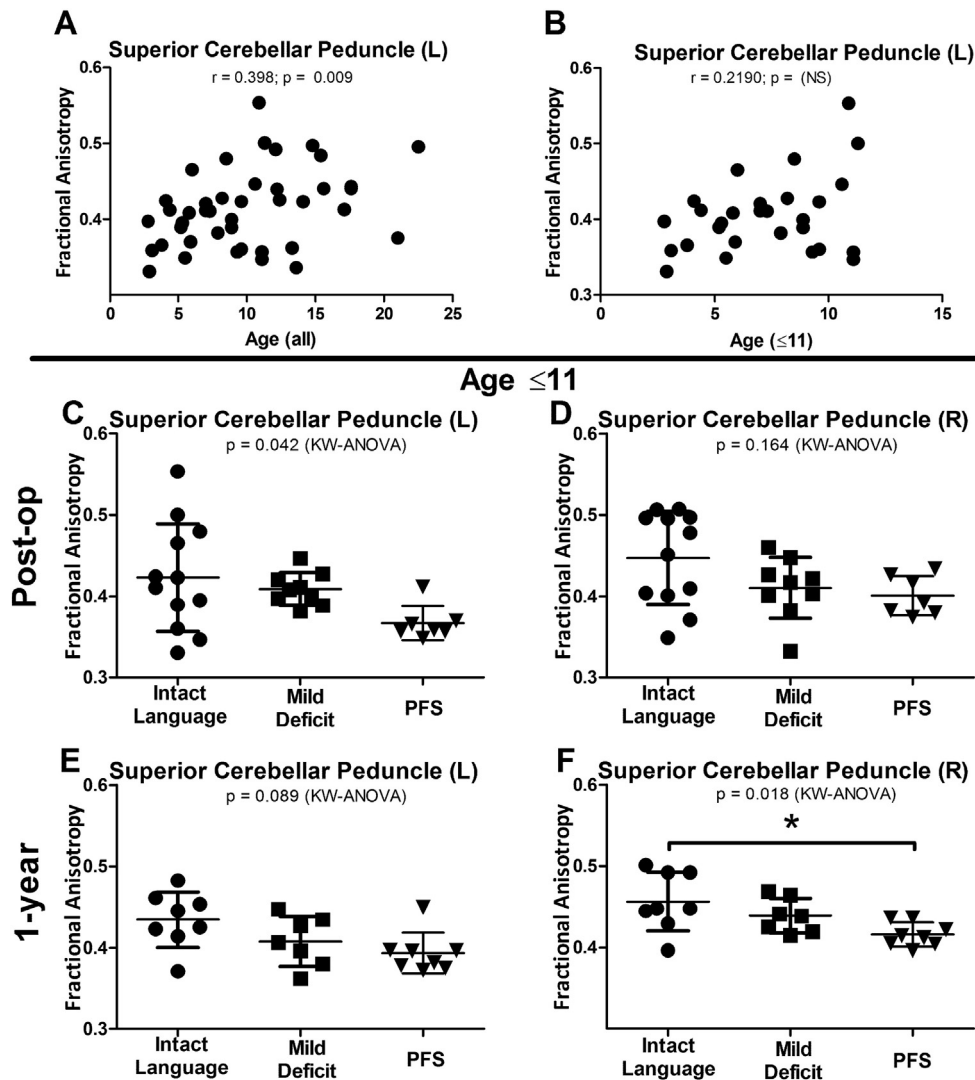 A
Superior Cerebellar Peduncle (L)
r = 0.398; p = 0.009
Fractional Anisotropy
0.6
0.5
0.4
0 5 10 15 20 25
Age (all)
B
Superior Cerebellar Peduncle (L)
r = 0.2190; p = (NS)
Fractional Anisotropy
0.6
0.5
0.4
0.3
0 5 10 15
Age (≤11)
Age ≤11
Post-op
C
Superior Cerebellar Peduncle (L)
p = 0.042 (KW-ANOVA)
Fractional Anisotropy
0.6
0.5
0.4
0.3
Intact Mild PFS
Language Deficit
D
Superior Cerebellar Peduncle (R)
p = 0.164 (KW-ANOVA)
Fractional Anisotropy
0.6
0.5
0.4
0.3
Intact Mild PFS
Language Deficit
1-year
E
Superior Cerebellar Peduncle (L)
p = 0.089 (KW-ANOVA)
Fractional Anisotropy
0.6
0.5
0.4
0.3
Intact Mild PFS
Language Deficit
F
Superior Cerebellar Peduncle (R)
p = 0.018 (KW-ANOVA)
*
Fractional Anisotropy
0.6
0.5
0.4
Intact Mild PFS
Language Deficit